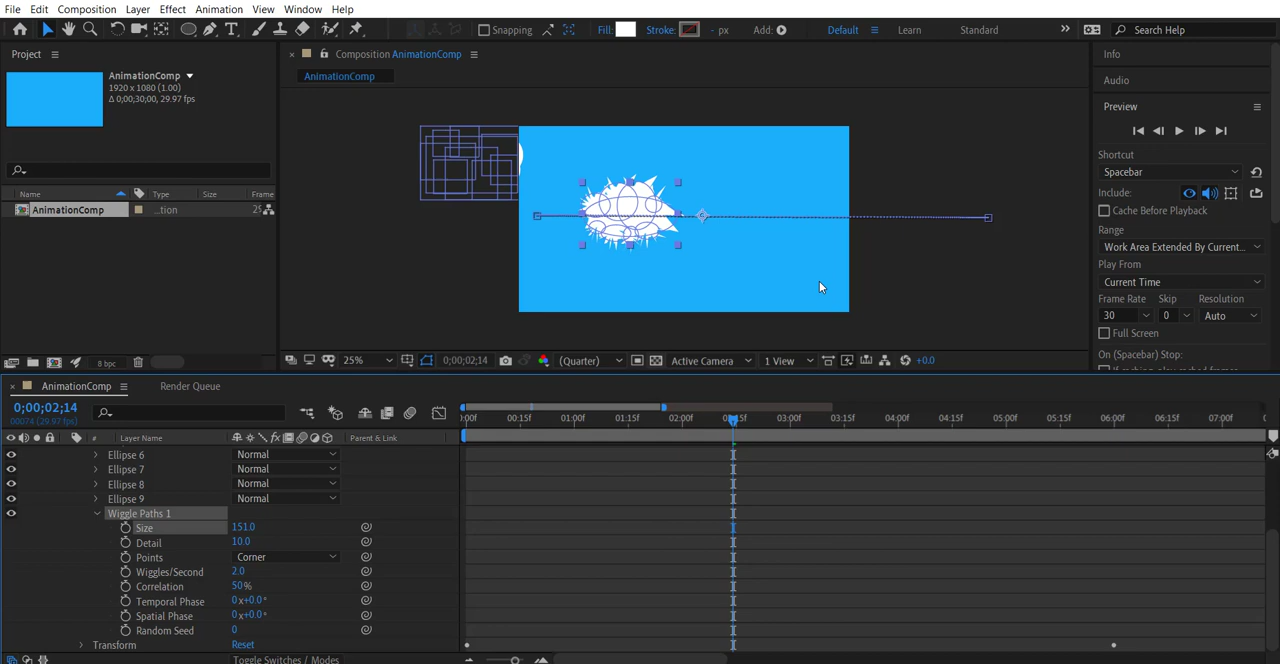 File Edit Composition Layer Effect Animation View Window Help
Snapping Fill: Stroke: - px Add: Default Learn Standard Search Help
Project
Composition AnimationComp
Info
AnimationComp
AnimationComp
1920 x 1080 (1.00)
Δ 0;00;30;00, 29.97 fps
Audio
Preview
Shortcut
Spacebar
Include:
Cache Before Playback
Range
Work Area Extended By Current...
Play From
Current Time
Frame Rate Skip Resolution
30 0 Auto
Full Screen
On (Spacebar) Stop:
Name Type Size Frame
AnimationComp ...tion
8 bpc
25% 0;00;02;14 (Quarter) Active Camera 1 View +0.0
AnimationComp Render Queue
0;00;02;14
00074 (29.97 fps)
:00f 00:15f 01:00f 01:15f 02:00f 03:00f 03:15f 04:00f 04:15f 05:00f 05:15f 06:00f 06:15f 07:00f
# Layer Name Parent & Link
Ellipse 6 Normal
Ellipse 7 Normal
Ellipse 8 Normal
Ellipse 9 Normal
Wiggle Paths 1
Size 151.0
Detail 10.0
Points Corner
Wiggles/Second 2.0
Correlation 50%
Temporal Phase 0x+0.0°
Spatial Phase 0x+0.0°
Random Seed 0
Transform Reset
Toggle Switches / Modes